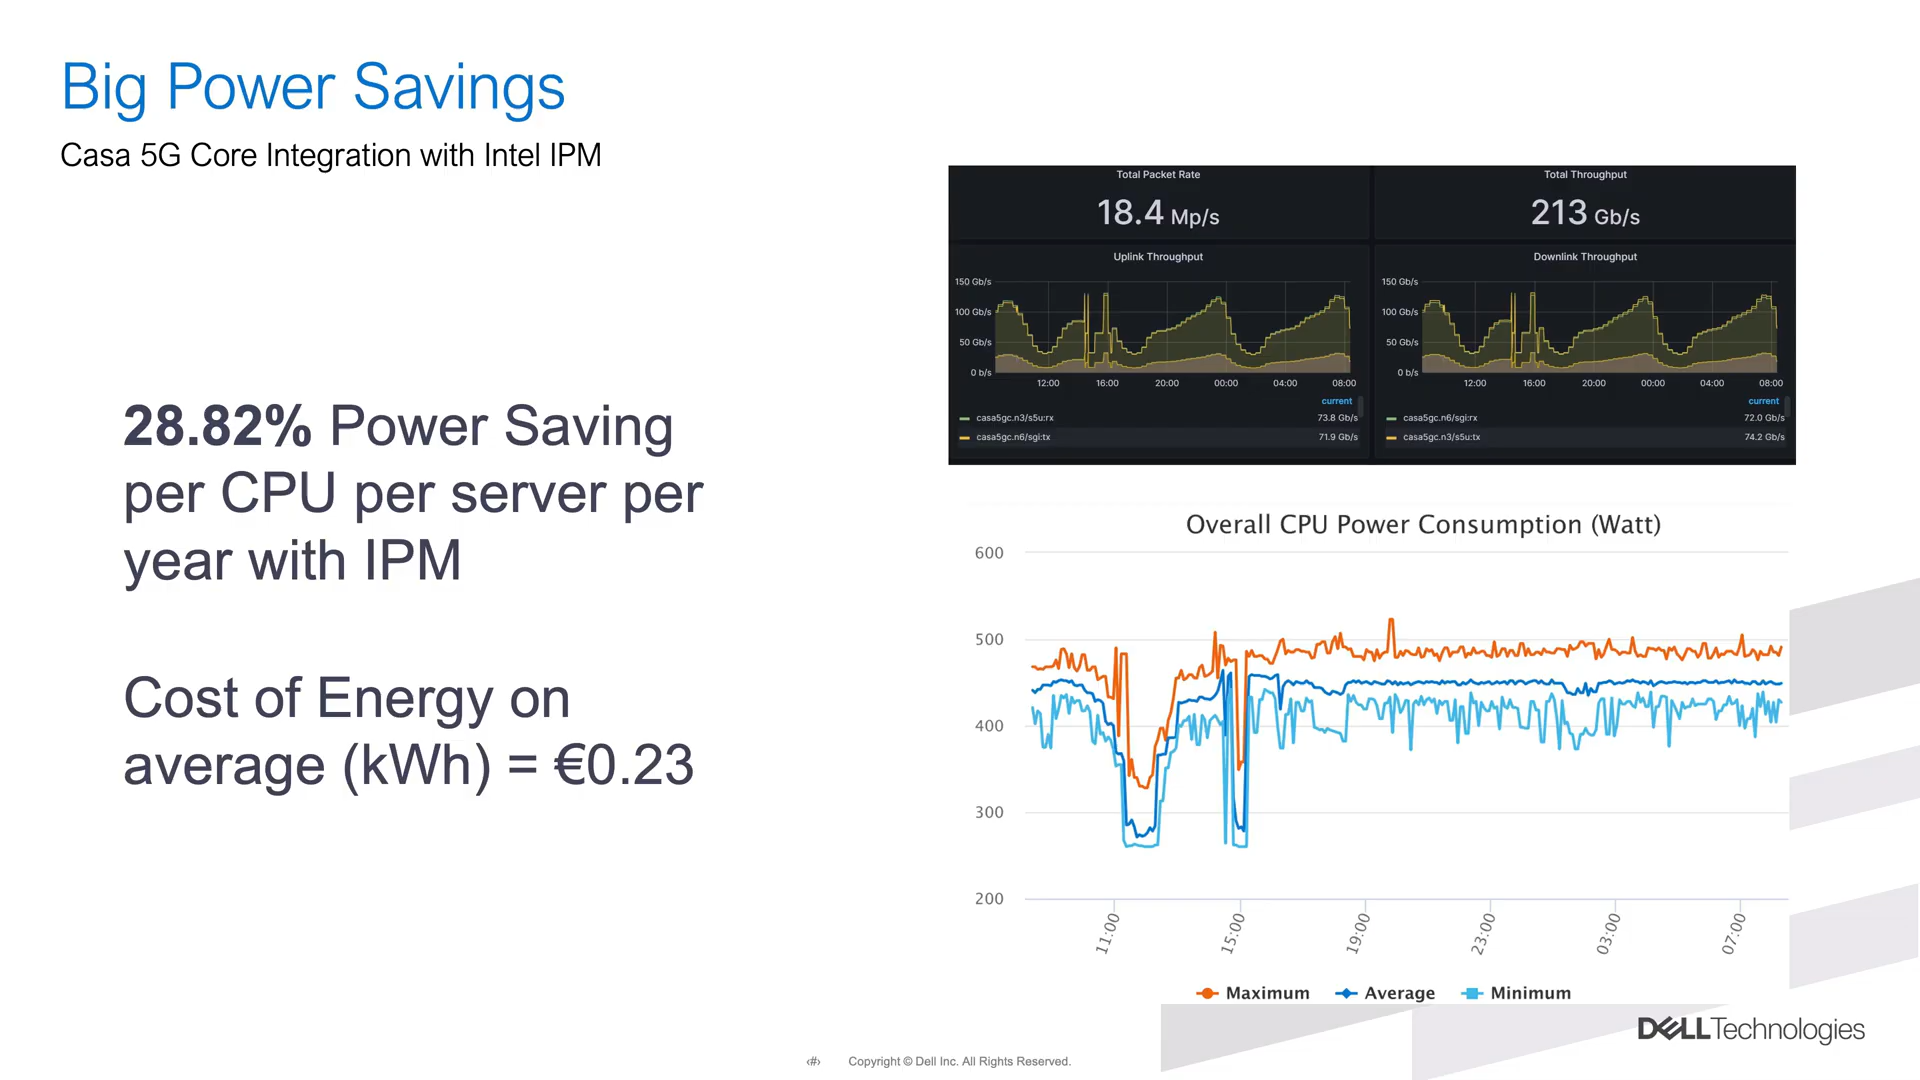 Big Power Savings
Casa 5G Core Integration with Intel IPM
28.82% Power Saving
per CPU per server per
year with IPM
Cost of Energy on
average (kWh) = €0.23
Total Packet Rate
18.4 Mp/s
Total Throughput
213 Gb/s
Uplink Throughput
150 Gb/s
100 Gb/s
50 Gb/s
0 b/s
12:00 16:00 20:00 00:00 04:00 08:00
current
casa5gc.n3/s5u:rx 73.8 Gb/s
casa5gc.n6/sgi:tx 71.9 Gb/s
Downlink Throughput
150 Gb/s
100 Gb/s
50 Gb/s
0 b/s
12:00 16:00 20:00 00:00 04:00 08:00
current
casa5gc.n6/sgi:rx 72.0 Gb/s
casa5gc.n3/s5u:tx 74.2 Gb/s
Overall CPU Power Consumption (Watt)
600
500
400
300
200
11:00 15:00 19:00 23:00 03:00 07:00
Maximum Average Minimum
DELLTechnologies
‹#› Copyright © Dell Inc. All Rights Reserved.